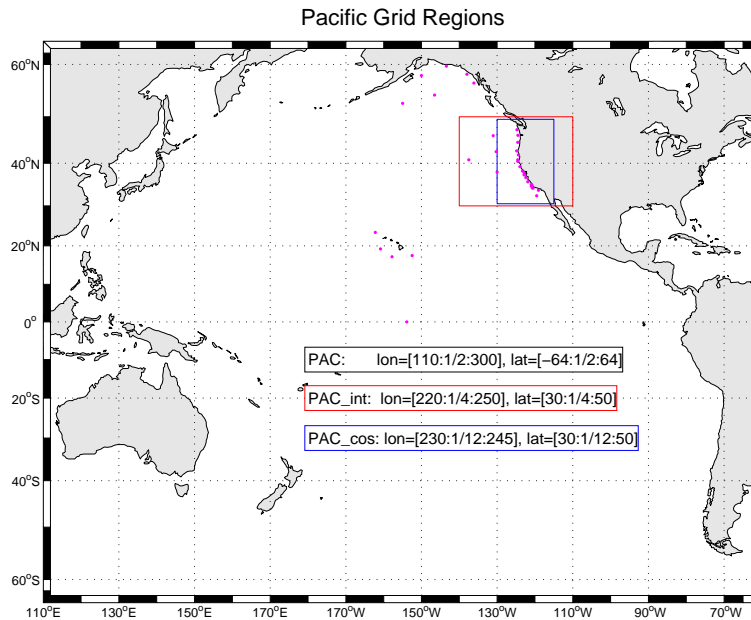 Pacific Grid Regions
60°N
40°N
20°N
0°
20°S
40°S
60°S
PAC: lon=[110:1/2:300], lat=[−64:1/2:64]
PAC_int: lon=[220:1/4:250], lat=[30:1/4:50]
PAC_cos: lon=[230:1/12:245], lat=[30:1/12:50]
110°E 130°E 150°E 170°E 170°W 150°W 130°W 110°W 90°W 70°W